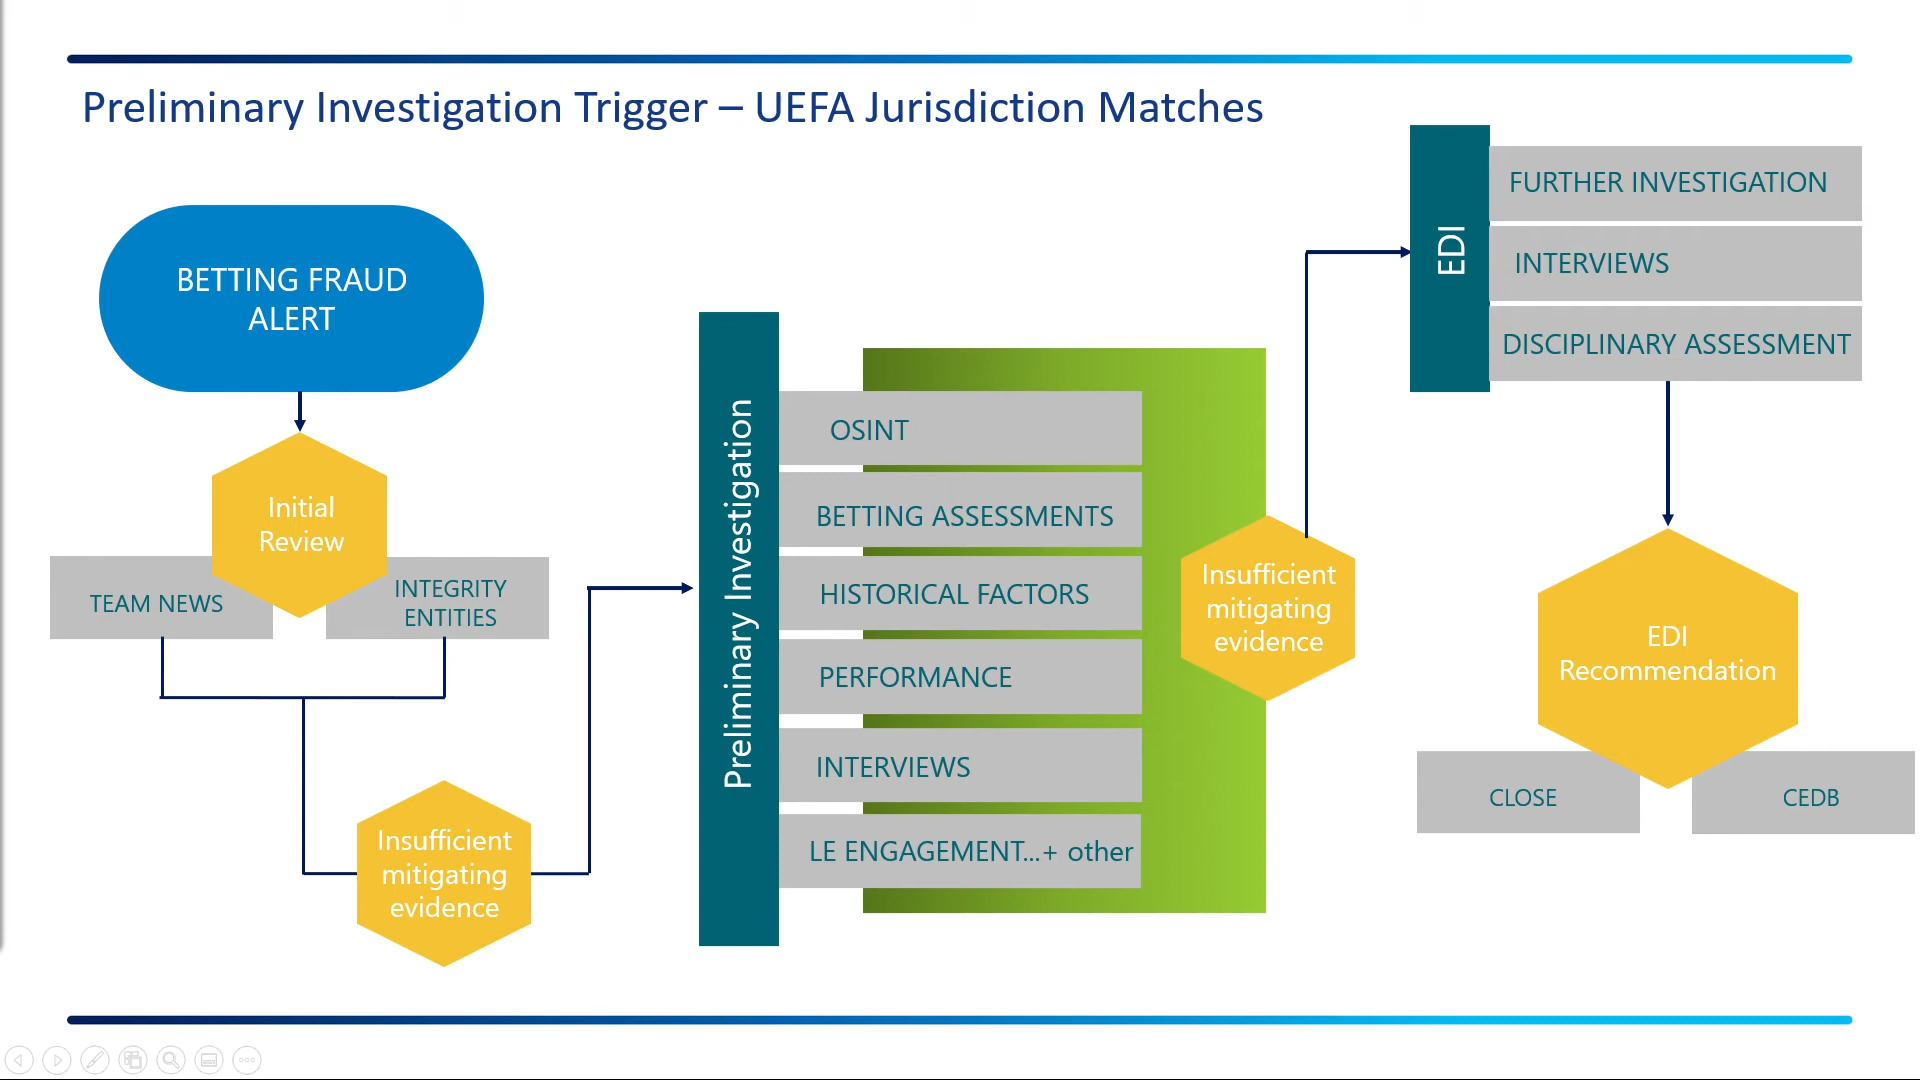 Preliminary Investigation Trigger – UEFA Jurisdiction Matches
BETTING FRAUD
ALERT
Initial
Review
TEAM NEWS
INTEGRITY
ENTITIES
Insufficient
mitigating
evidence
Preliminary Investigation
OSINT
BETTING ASSESSMENTS
HISTORICAL FACTORS
PERFORMANCE
INTERVIEWS
LE ENGAGEMENT...+ other
Insufficient
mitigating
evidence
EDI
FURTHER INVESTIGATION
INTERVIEWS
DISCIPLINARY ASSESSMENT
EDI
Recommendation
CLOSE
CEDB